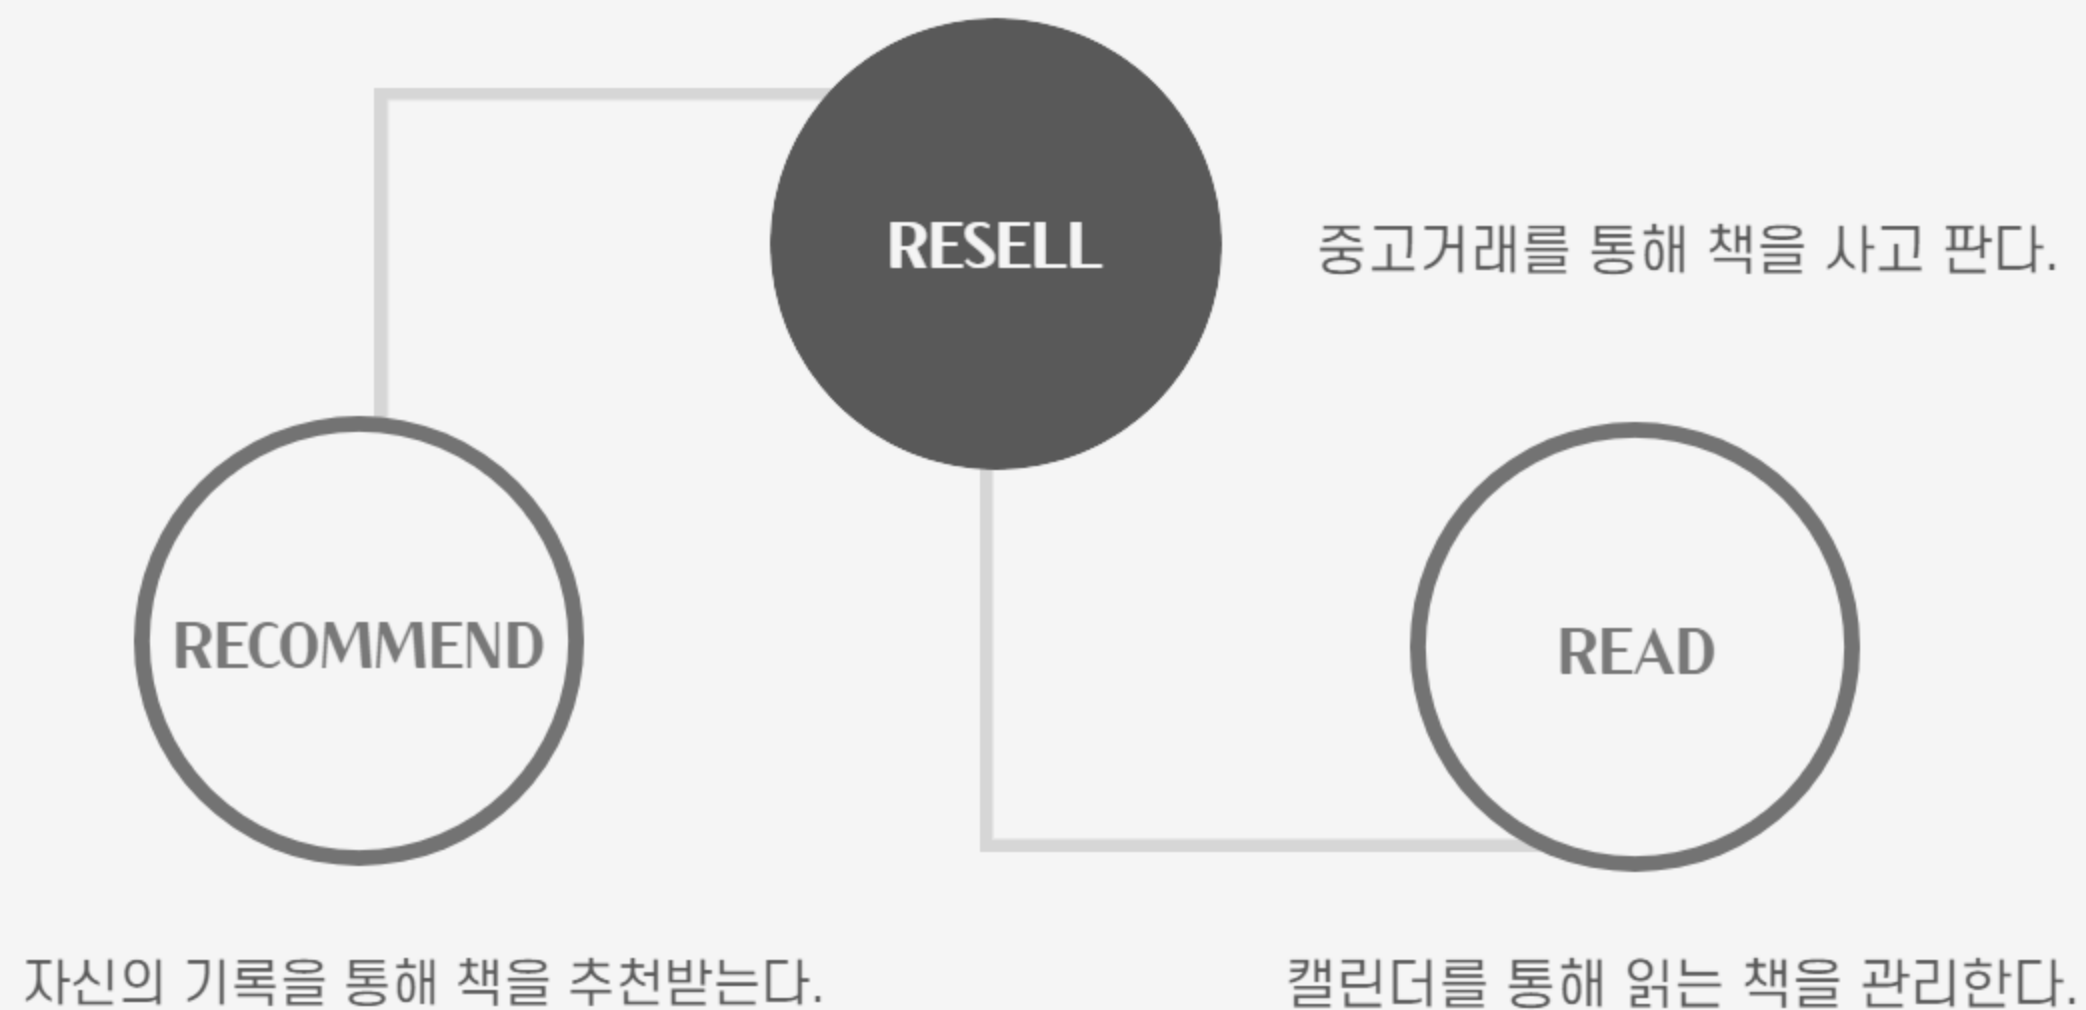 RESELL
중고거래를 통해 책을 사고 판다.
RECOMMEND
READ
자신의 기록을 통해 책을 추천받는다.
캘린더를 통해 읽는 책을 관리한다.